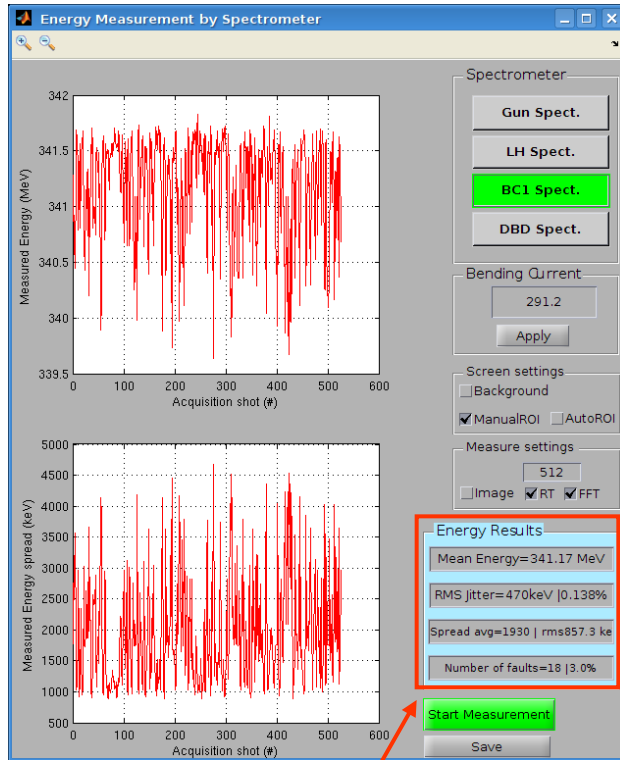 Energy Measurement by Spectrometer
342
341.5
341
340.5
340
339.5
Measured Energy (MeV)
0 100 200 300 400 500 600
Acquisition shot (#)
5000
4500
4000
3500
3000
2500
2000
1500
1000
500
Measured Energy spread (keV)
0 100 200 300 400 500 600
Acquisition shot (#)
Spectrometer
Gun Spect.
LH Spect.
BC1 Spect.
DBD Spect.
Bending Current
291.2
Apply
Screen settings
Background
ManualROI AutoROI
Measure settings
512
Image RT FFT
Energy Results
Mean Energy=341.17 MeV
RMS Jitter=470keV |0.138%
Spread avg=1930 | rms857.3 ke
Number of faults=18 |3.0%
Start Measurement
Save